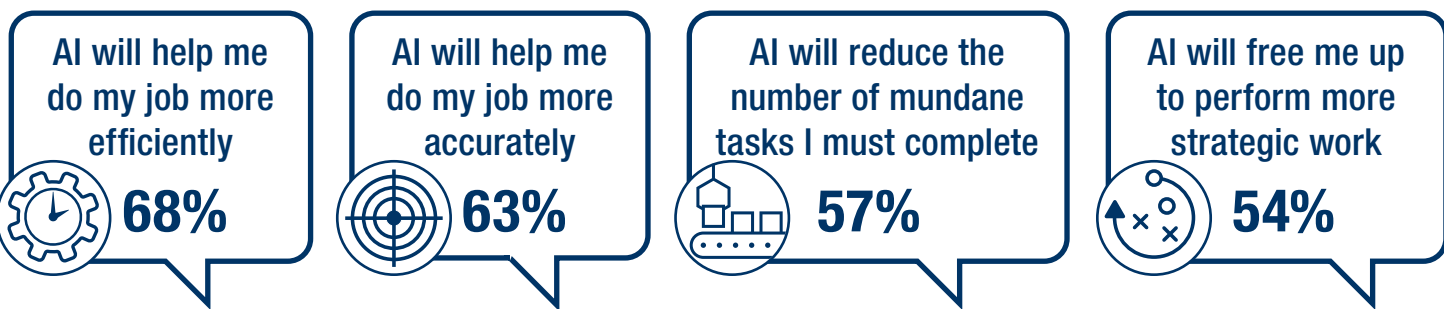 AI will help me
do my job more
efficiently
68%
AI will help me
do my job more
accurately
63%
AI will reduce the
number of mundane
tasks I must complete
57%
AI will free me up
to perform more
strategic work
54%